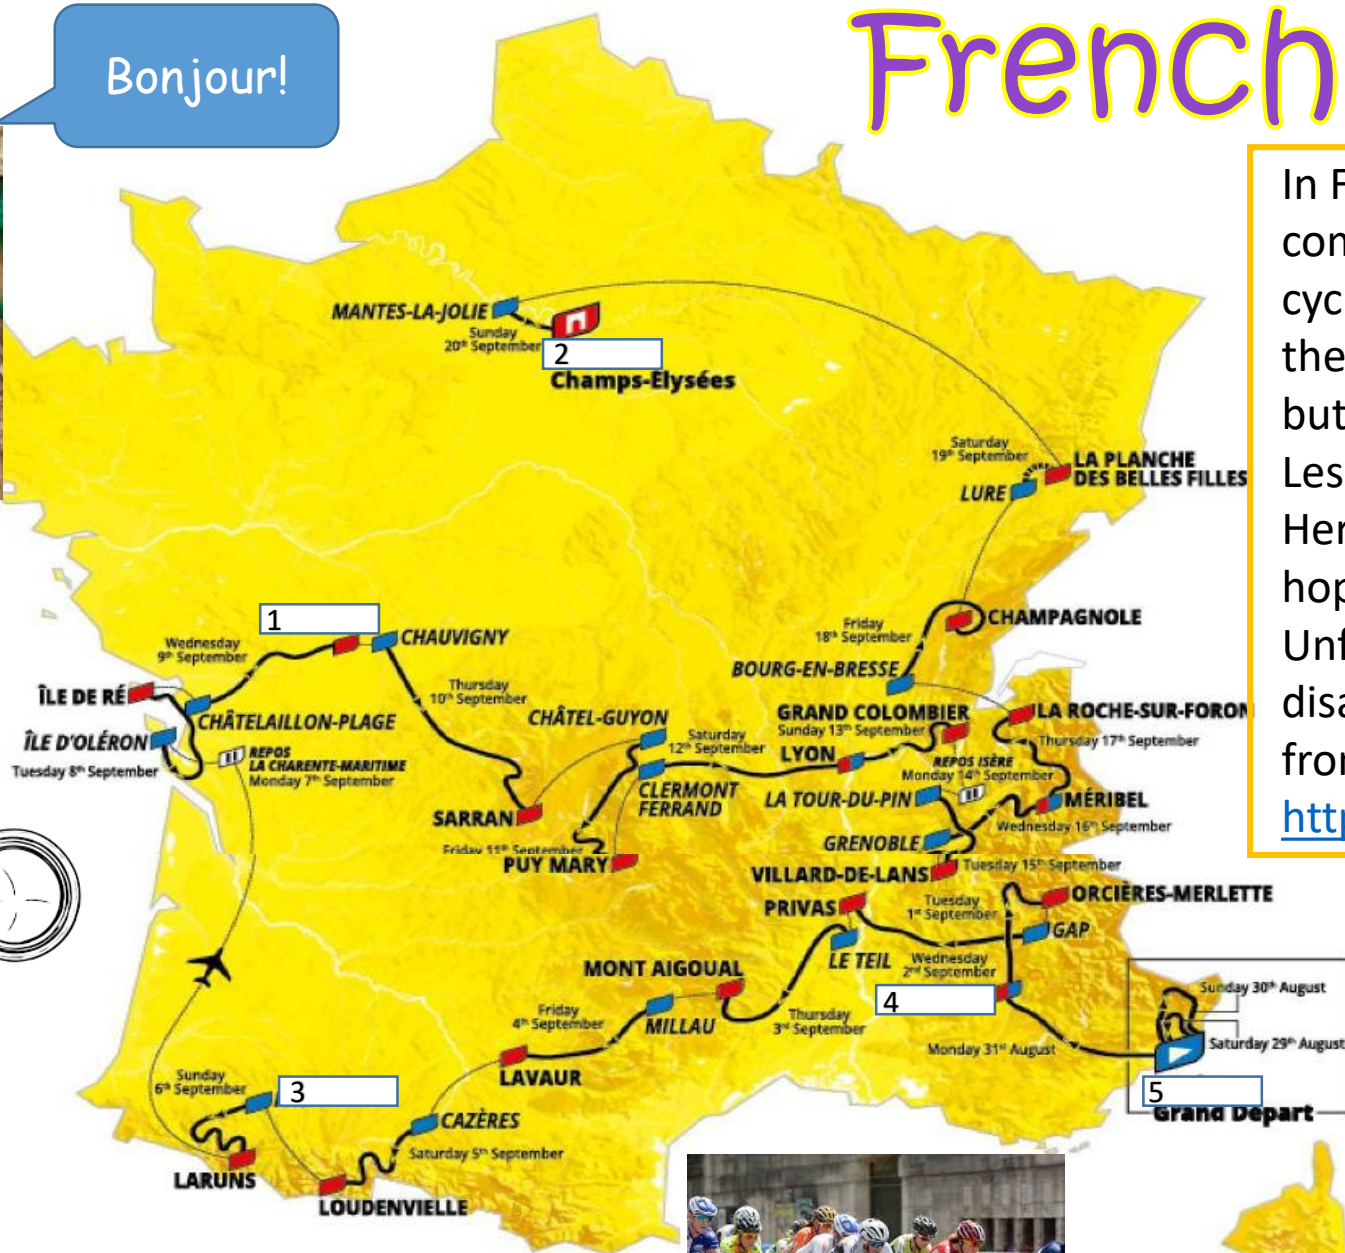 Bonjour!
French
In F
con
cyc
the
but
Les
Her
hop
Unf
disa
fron
http
MANTES-LA-JOLIE
Sunday
20th September
2
Champs-Elysées
Saturday
19th September
LA PLANCHE
DES BELLES FILLES
LURE
1
Wednesday
9th September
CHAUVIGNY
Friday
18th September
CHAMPAGNOLE
BOURG-EN-BRESSE
ÎLE DE RÉ
Thursday
10th September
CHÂTELAILLON-PLAGE
CHÂTEL-GUYON
GRAND COLOMBIER
Sunday 13th September
LA ROCHE-SUR-FORON
Thursday 17th September
ÎLE D'OLÉRON
Tuesday 8th September
REPOS
LA CHARENTE-MARITIME
Monday 7th September
Saturday
12th September
LYON
REPOS ISÈRE
Monday 14th September
CLERMONT
FERRAND
LA TOUR-DU-PIN
MÉRIBEL
Wednesday 16th September
SARRAN
Friday 11th September
GRENOBLE
PUY MARY
VILLARD-DE-LANS
Tuesday 15th September
PRIVAS
Tuesday
1st September
ORCIÈRES-MERLETTE
GAP
LE TEIL
Wednesday
2nd September
MONT AIGOUAL
4
Friday
4th September
MILLAU
Thursday
3rd September
Monday 31st August
Sunday 30th August
Saturday 29th August
5
Grand Départ
LAVAUR
Sunday
6th September
3
CAZÈRES
Saturday 5th September
LARUNS
LOUDENVIELLE